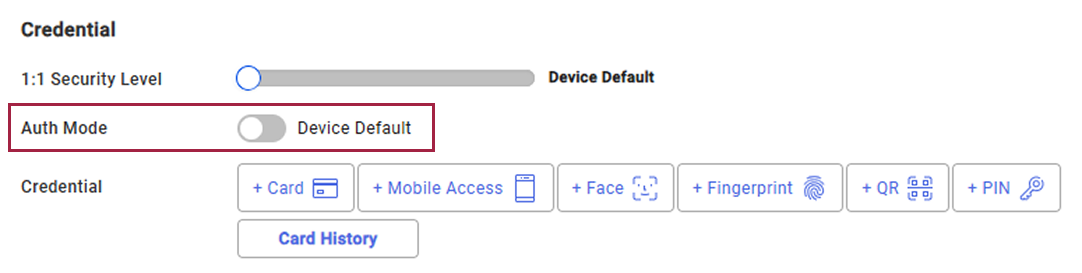 Credential
1:1 Security Level Device Default
Auth Mode Device Default
Credential + Card + Mobile Access + Face + Fingerprint + QR + PIN
Card History